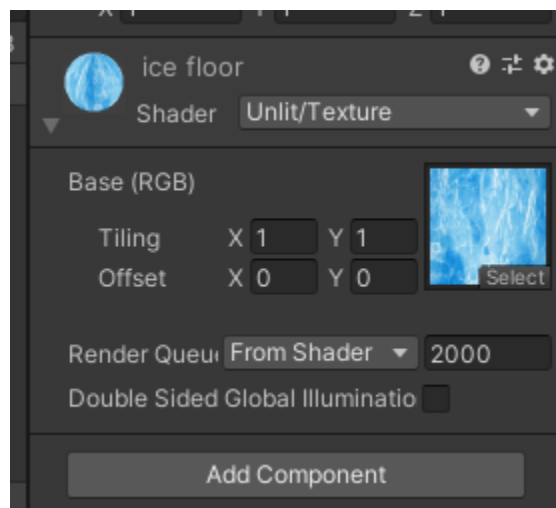 ice floor
Shader Unlit/Texture
Base (RGB)
Tiling X 1 Y 1
Offset X 0 Y 0
Select
Render Queu From Shader 2000
Double Sided Global Illuminatio
Add Component